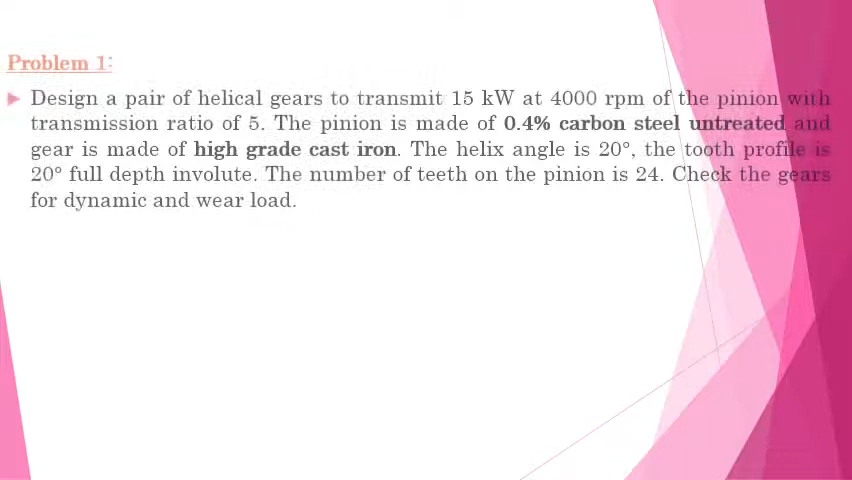 Problem 1:
Design a pair of helical gears to transmit 15 kW at 4000 rpm of the pinion with
transmission ratio of 5. The pinion is made of 0.4% carbon steel untreated and
gear is made of high grade cast iron. The helix angle is 20°, the tooth profile is
20° full depth involute. The number of teeth on the pinion is 24. Check the gears
for dynamic and wear load.